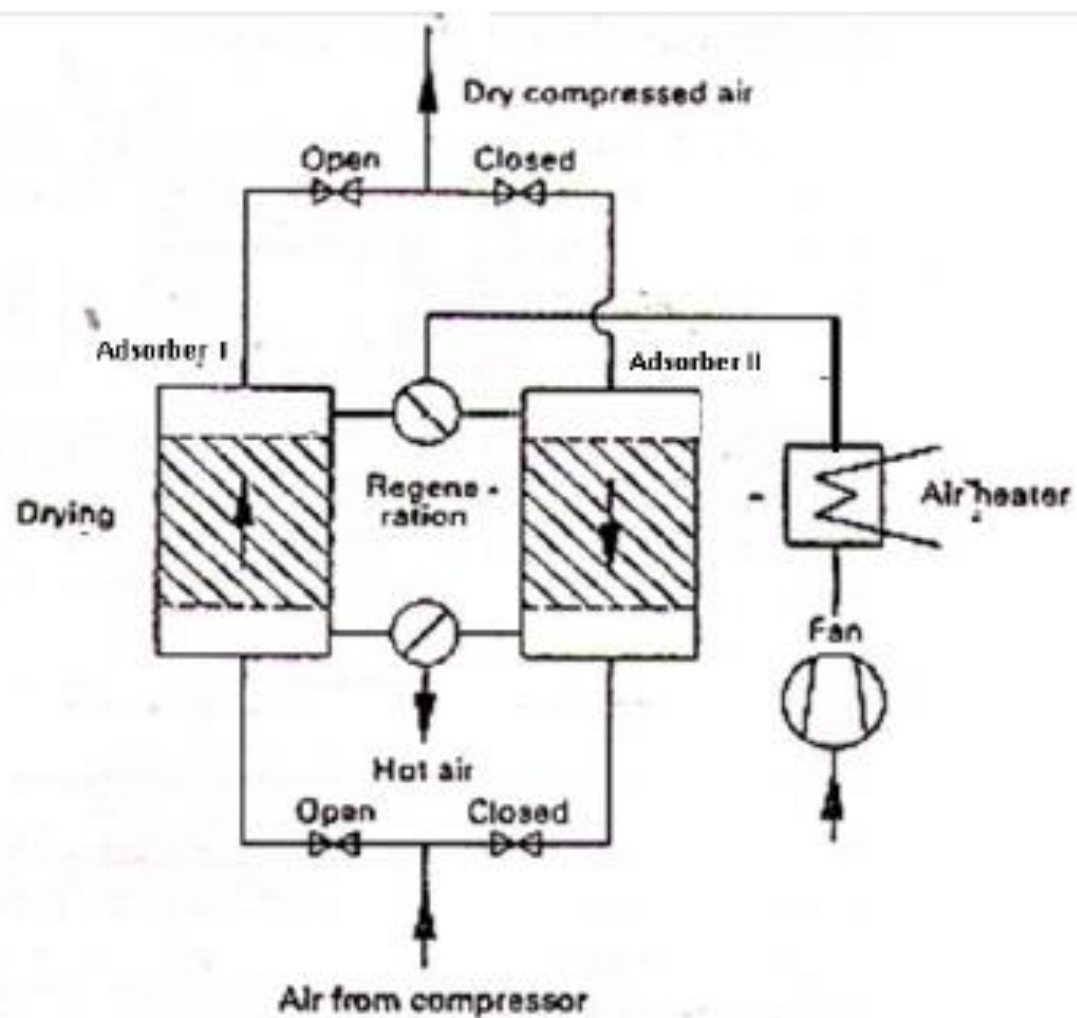 Dry compressed air
Open
Closed
Adsorber I
Adsorber II
Drying
Regene -
ration
Air heater
Fan
Hot air
Open
Closed
Air from compressor